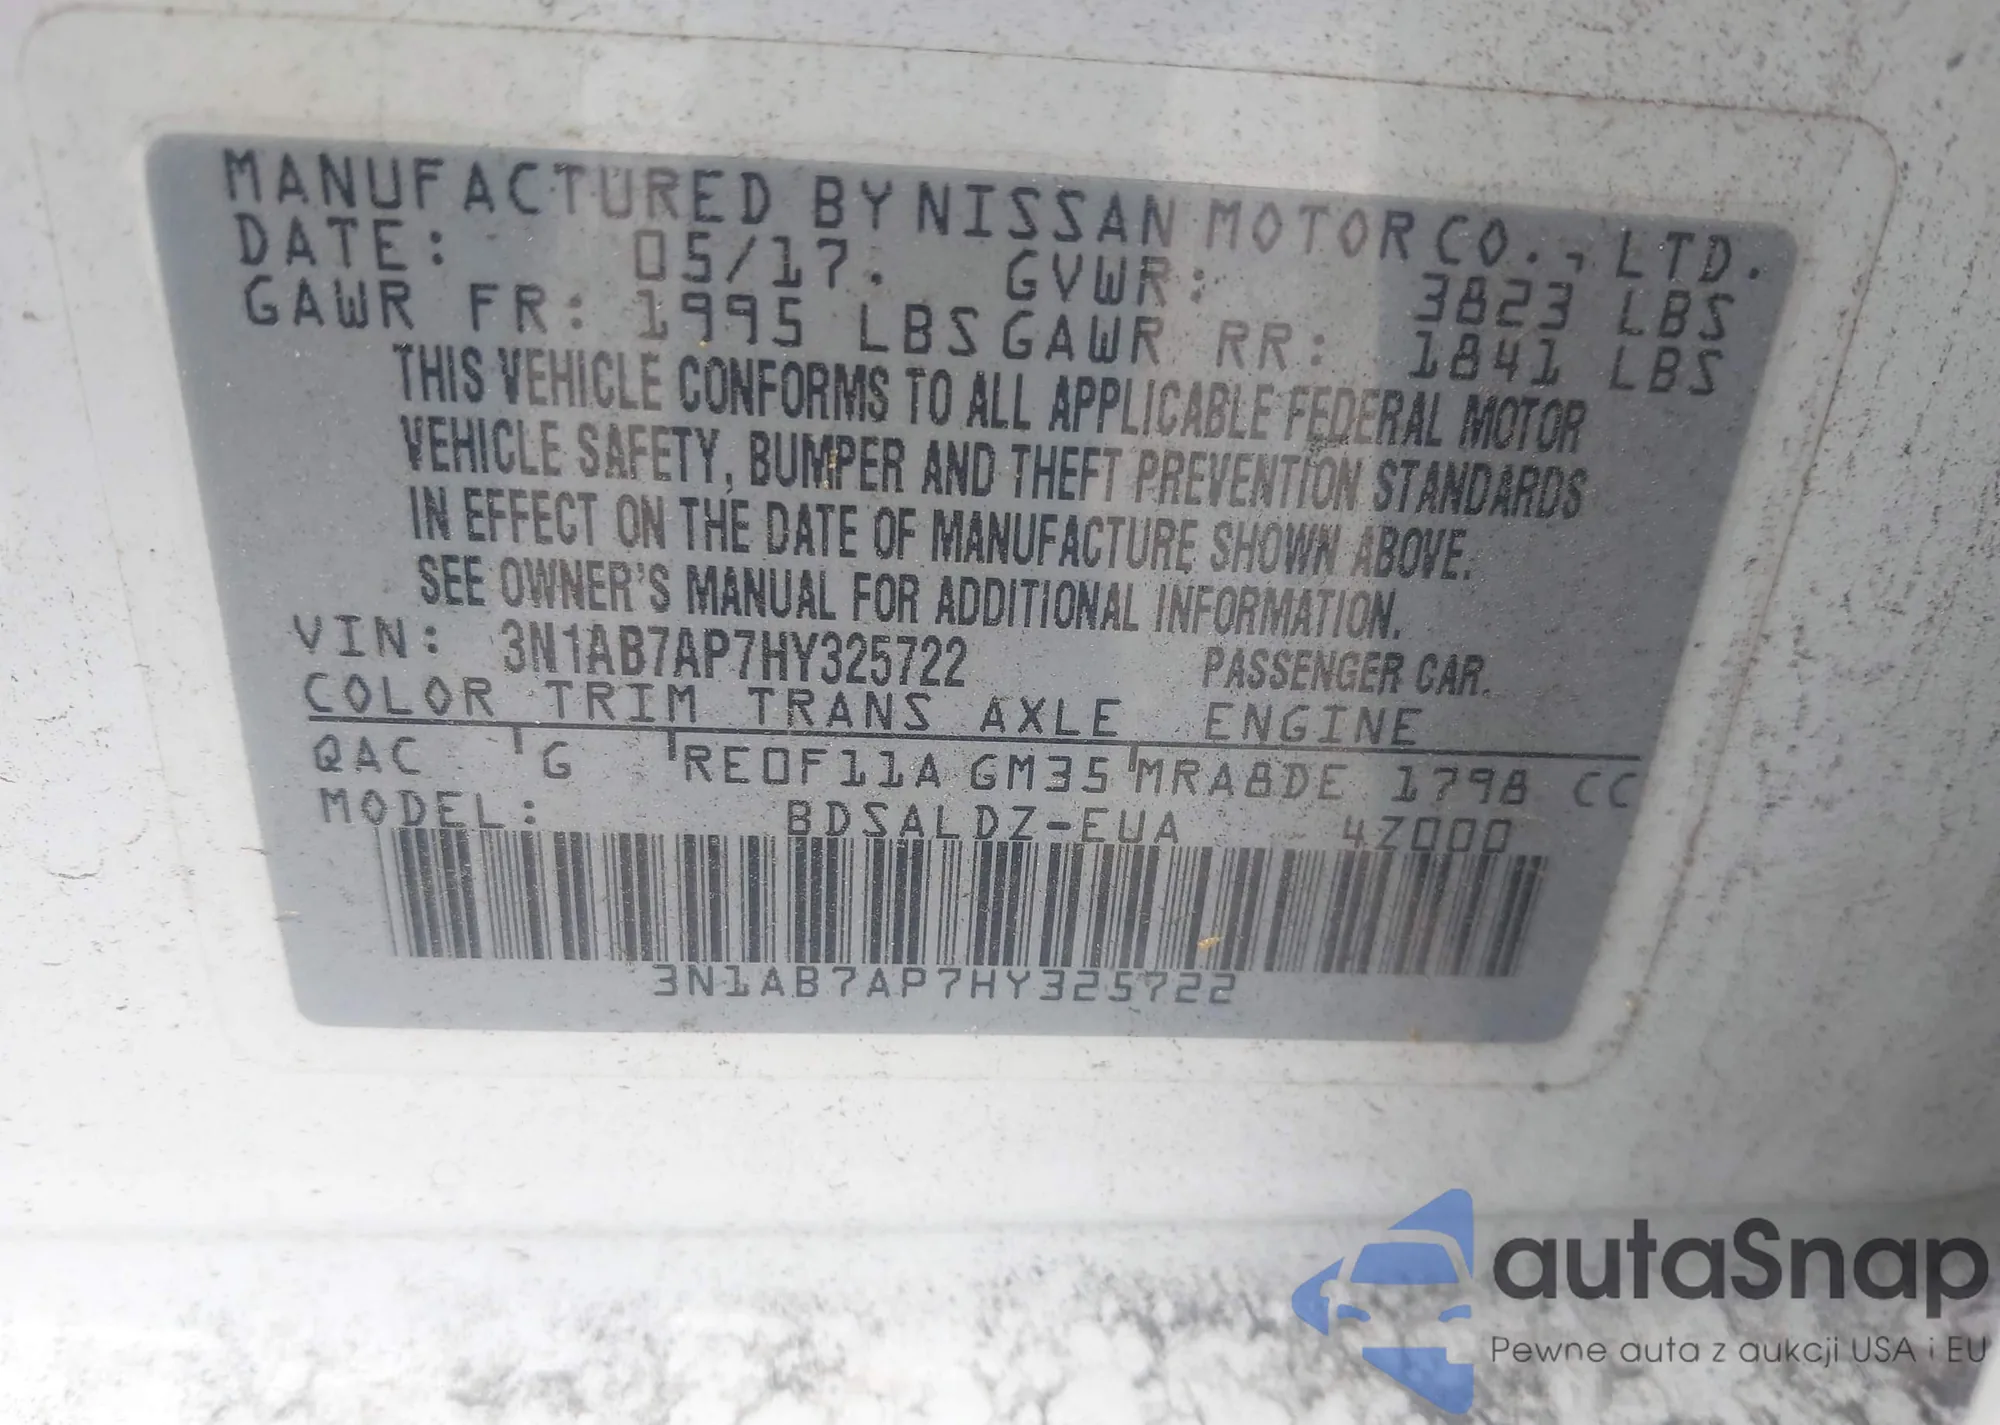 MANUFACTURED BY NISSAN MOTOR CO., LTD.
DATE: 05/17. GVWR: 3823 LBS
GAWR FR: 1995 LBS GAWR RR: 1841 LBS
THIS VEHICLE CONFORMS TO ALL APPLICABLE FEDERAL MOTOR
VEHICLE SAFETY, BUMPER AND THEFT PREVENTION STANDARDS
IN EFFECT ON THE DATE OF MANUFACTURE SHOWN ABOVE.
SEE OWNER'S MANUAL FOR ADDITIONAL INFORMATION.
VIN: 3N1AB7AP7HY325722 PASSENGER CAR.
COLOR TRIM TRANS AXLE ENGINE
QAC G RE0F11A GM35 MRA8DE 1798 CC
MODEL: BDSALDZ-EUA - 4Z000
3N1AB7AP7HY325722
autaSnap
Pewne auta z aukcji USA i EU